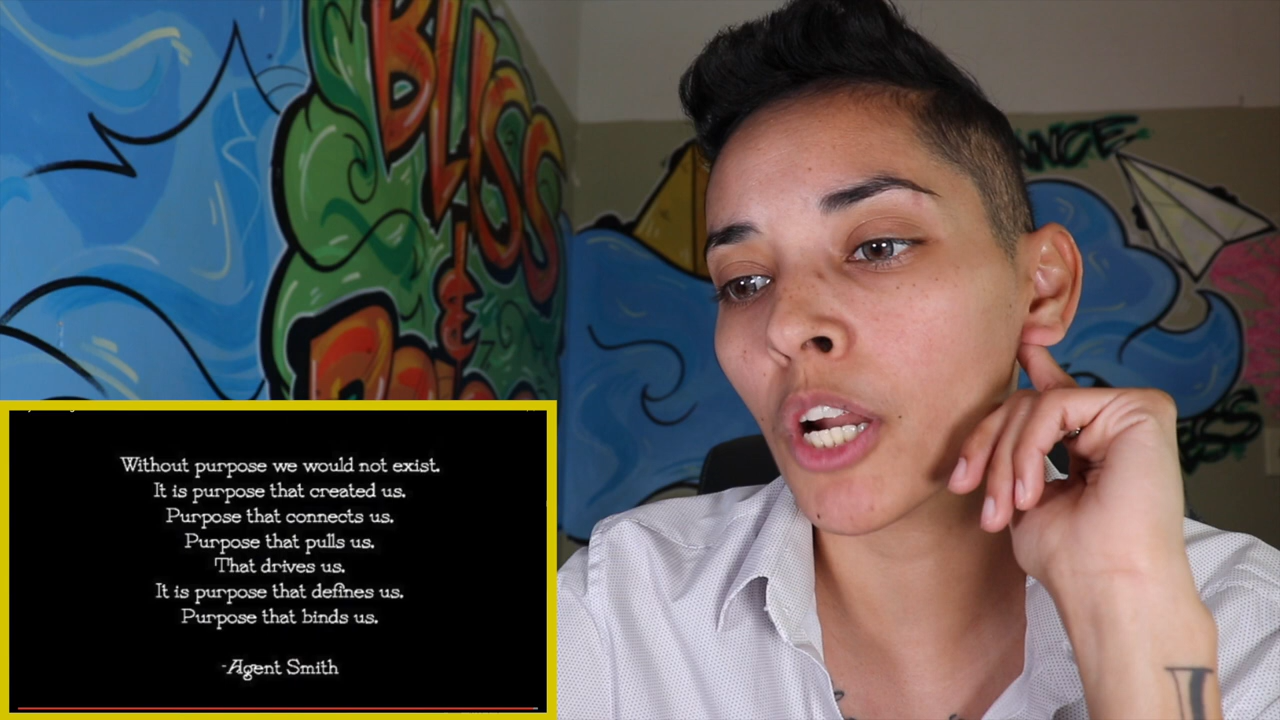 BLISS
&
Without purpose we would not exist.
It is purpose that created us.
Purpose that connects us.
Purpose that pulls us.
That drives us.
It is purpose that defines us.
Purpose that binds us.
-Agent Smith